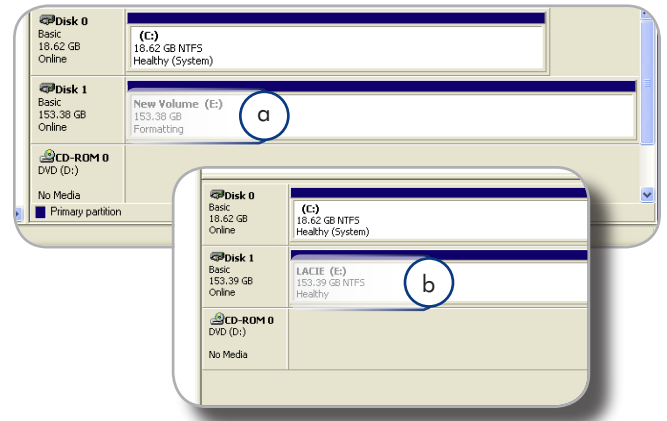 Disk 0
Basic
18.62 GB
Online
(C:)
18.62 GB NTFS
Healthy (System)
Disk 1
Basic
153.38 GB
Online
New Volume (E:)
153.38 GB
Formatting
a
CD-ROM 0
DVD (D:)
No Media
Primary partition
Disk 0
Basic
18.62 GB
Online
(C:)
18.62 GB NTFS
Healthy (System)
Disk 1
Basic
153.39 GB
Online
LACIE (E:)
153.39 GB NTFS
Healthy
b
CD-ROM 0
DVD (D:)
No Media